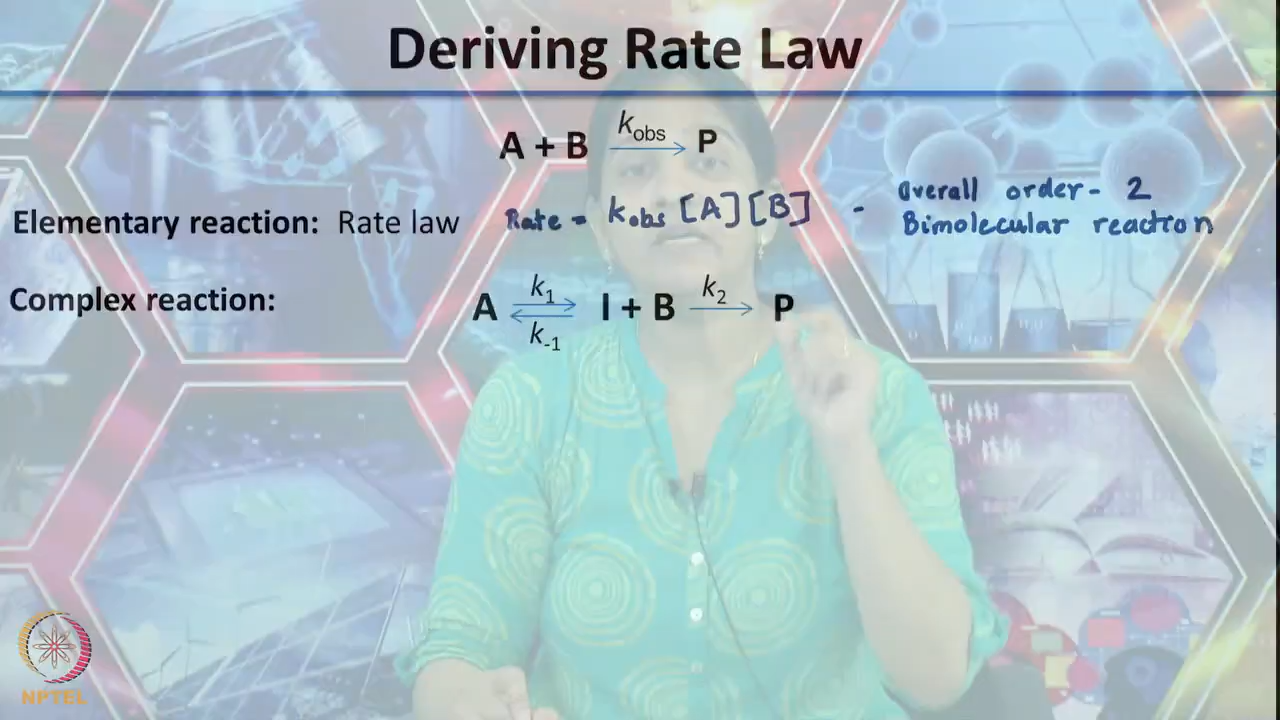 Deriving Rate Law
A + B kobs P
Elementary reaction: Rate law Rate = kobs [A][B] - Overall order - 2
Bimolecular reaction
Complex reaction: A k1 k-1 I + B k2 P
NPTEL